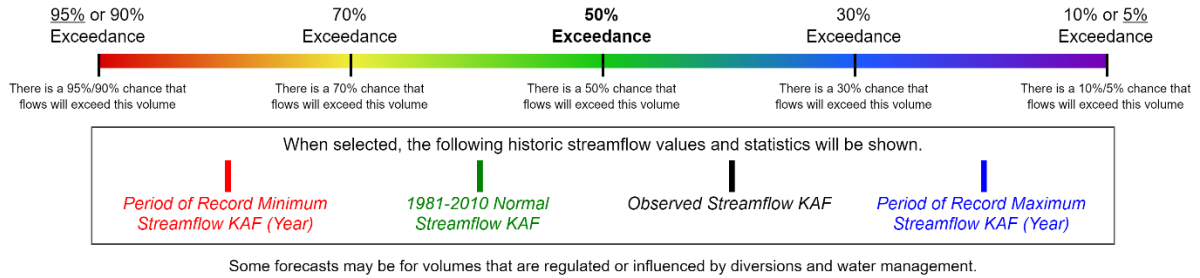 95% or 90%
Exceedance
70%
Exceedance
50%
Exceedance
30%
Exceedance
10% or 5%
Exceedance
There is a 95%/90% chance that
flows will exceed this volume
There is a 70% chance that
flows will exceed this volume
There is a 50% chance that
flows will exceed this volume
There is a 30% chance that
flows will exceed this volume
There is a 10%/5% chance that
flows will exceed this volume
When selected, the following historic streamflow values and statistics will be shown.
Period of Record Minimum
Streamflow KAF (Year)
1981-2010 Normal
Streamflow KAF
Observed Streamflow KAF
Period of Record Maximum
Streamflow KAF (Year)
Some forecasts may be for volumes that are regulated or influenced by diversions and water management.